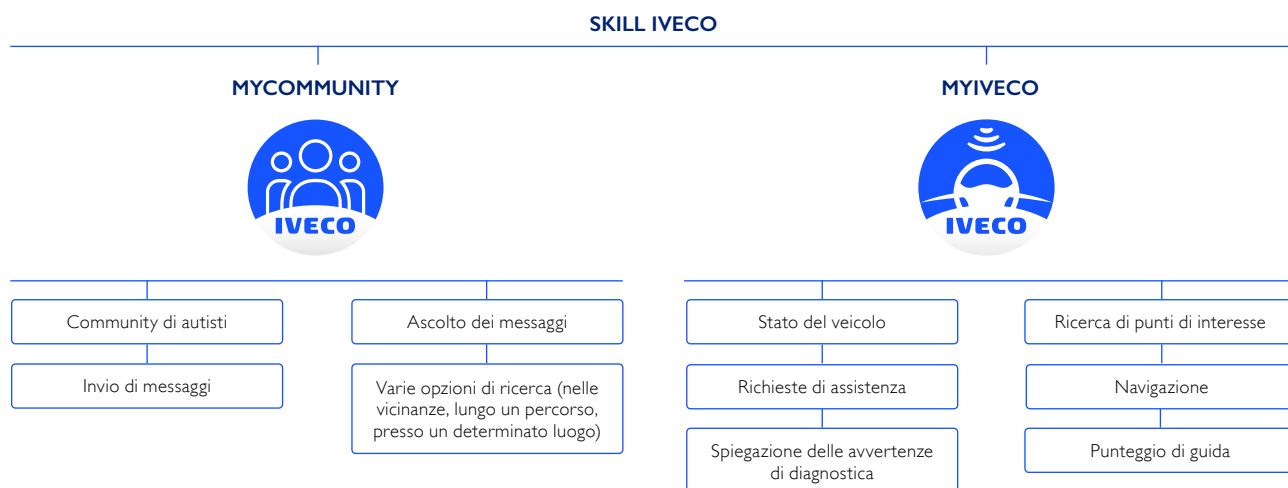 SKILL IVECO
MYCOMMUNITY
IVECO
Community di autisti
Invio di messaggi
Ascolto dei messaggi
Varie opzioni di ricerca (nelle
vicinanze, lungo un percorso,
presso un determinato luogo)
MYIVECO
IVECO
Stato del veicolo
Richieste di assistenza
Spiegazione delle avvertenze
di diagnostica
Ricerca di punti di interesse
Navigazione
Punteggio di guida